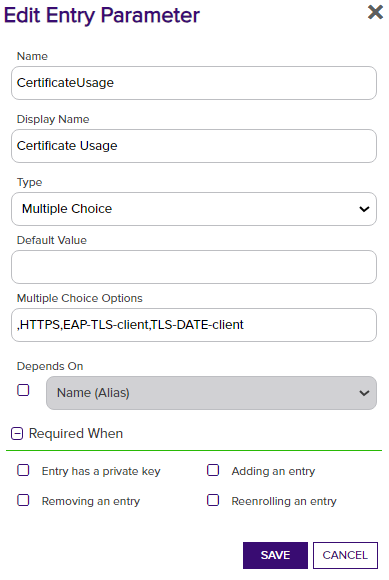 Edit Entry Parameter
Name
CertificateUsage
Display Name
Certificate Usage
Type
Multiple Choice
Default Value
Multiple Choice Options
,HTTPS,EAP-TLS-client,TLS-DATE-client
Depends On
Name (Alias)
Required When
Entry has a private key
Adding an entry
Removing an entry
Reenrolling an entry
SAVE
CANCEL